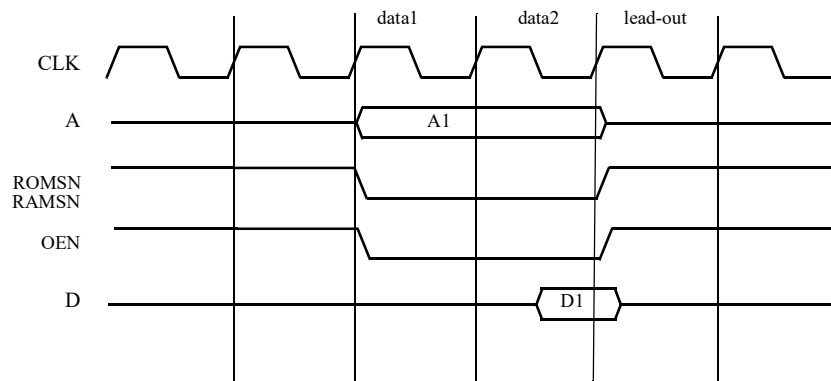 data1 data2 lead-out
CLK
A A1
ROMSN
RAMSN
OEN
D D1